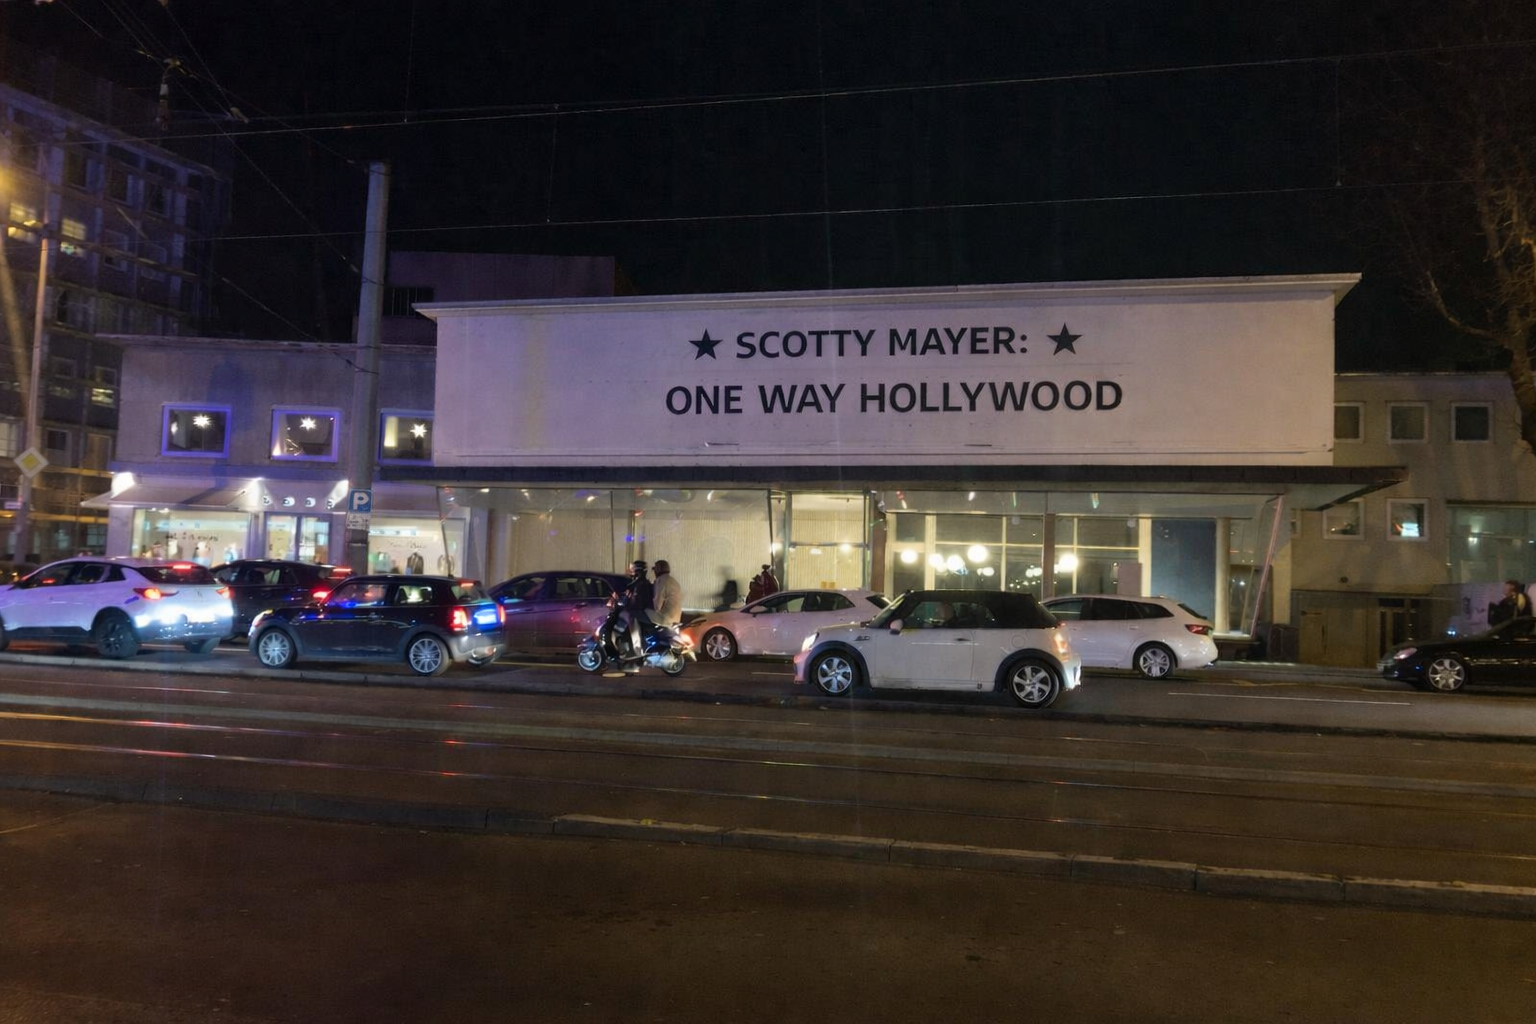 ★ SCOTTY MAYER: ★
ONE WAY HOLLYWOOD
P